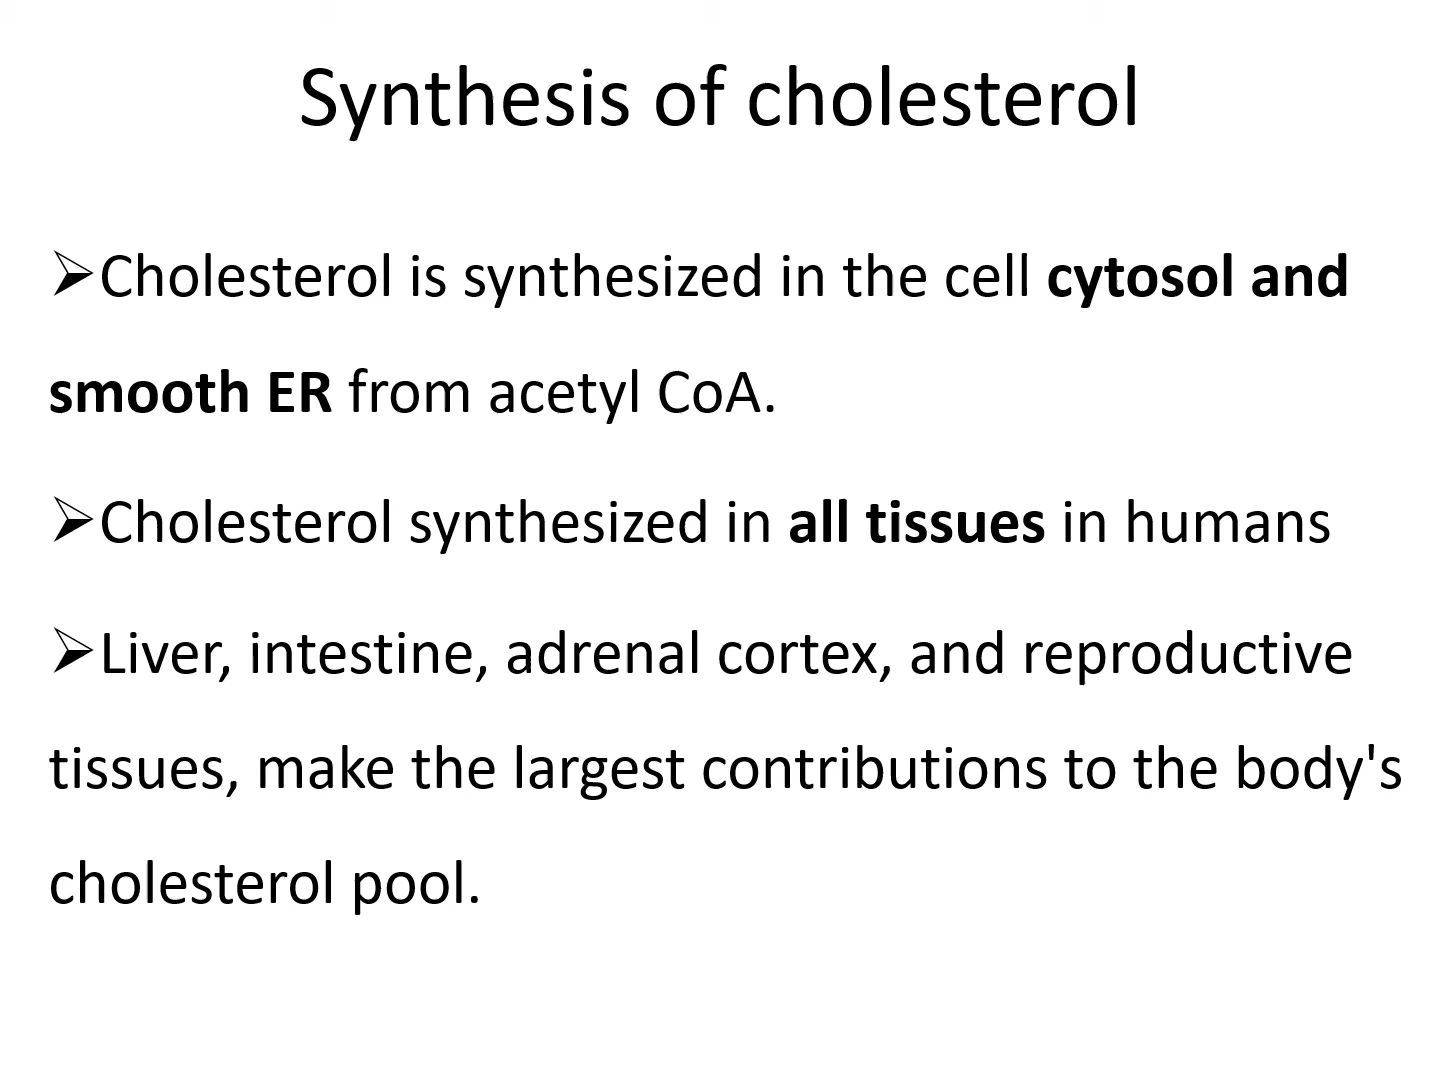 Synthesis of cholesterol
➢Cholesterol is synthesized in the cell cytosol and
smooth ER from acetyl CoA.
➢Cholesterol synthesized in all tissues in humans
➢Liver, intestine, adrenal cortex, and reproductive
tissues, make the largest contributions to the body's
cholesterol pool.